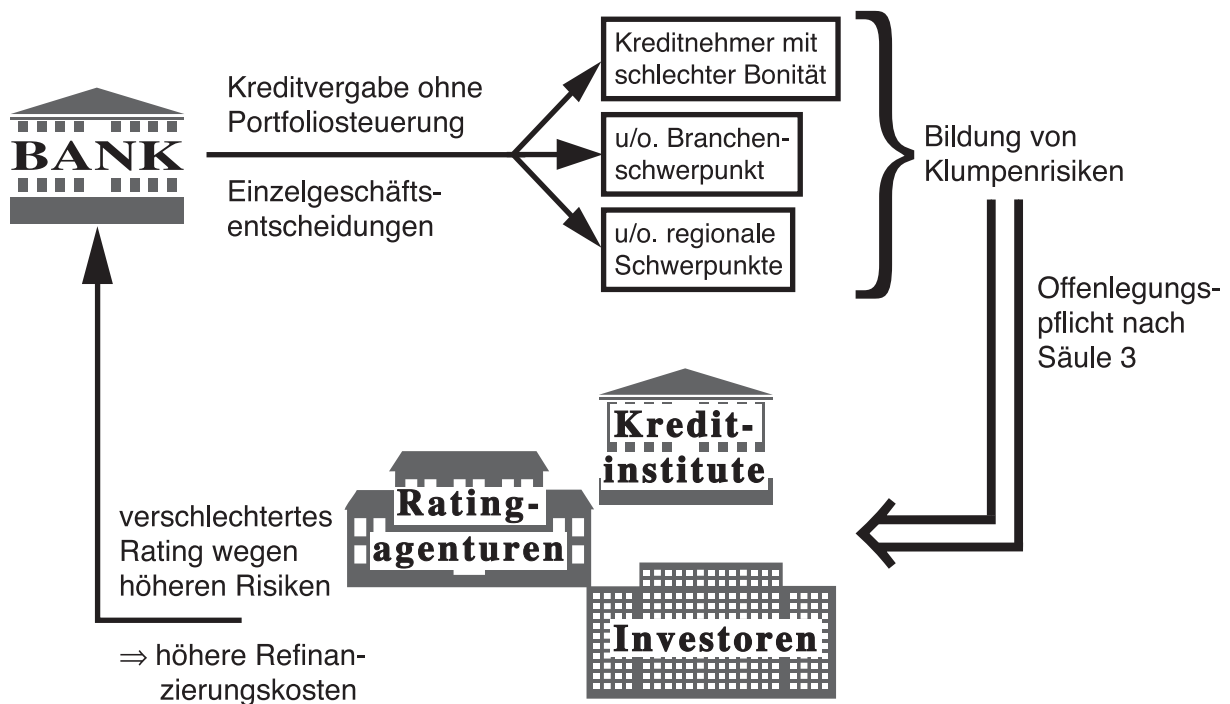 BANK
Kreditvergabe ohne
Portfoliosteuerung
Einzelgeschäfts-
entscheidungen
Kreditnehmer mit
schlechter Bonität
u/o. Branchen-
schwerpunkt
u/o. regionale
Schwerpunkte
Bildung von
Klumpenrisiken
Offenlegungs-
pflicht nach
Säule 3
Kredit-
institute
Rating-
agenturen
Investoren
verschlechtertes
Rating wegen
höheren Risiken
⇒ höhere Refinan-
zierungskosten